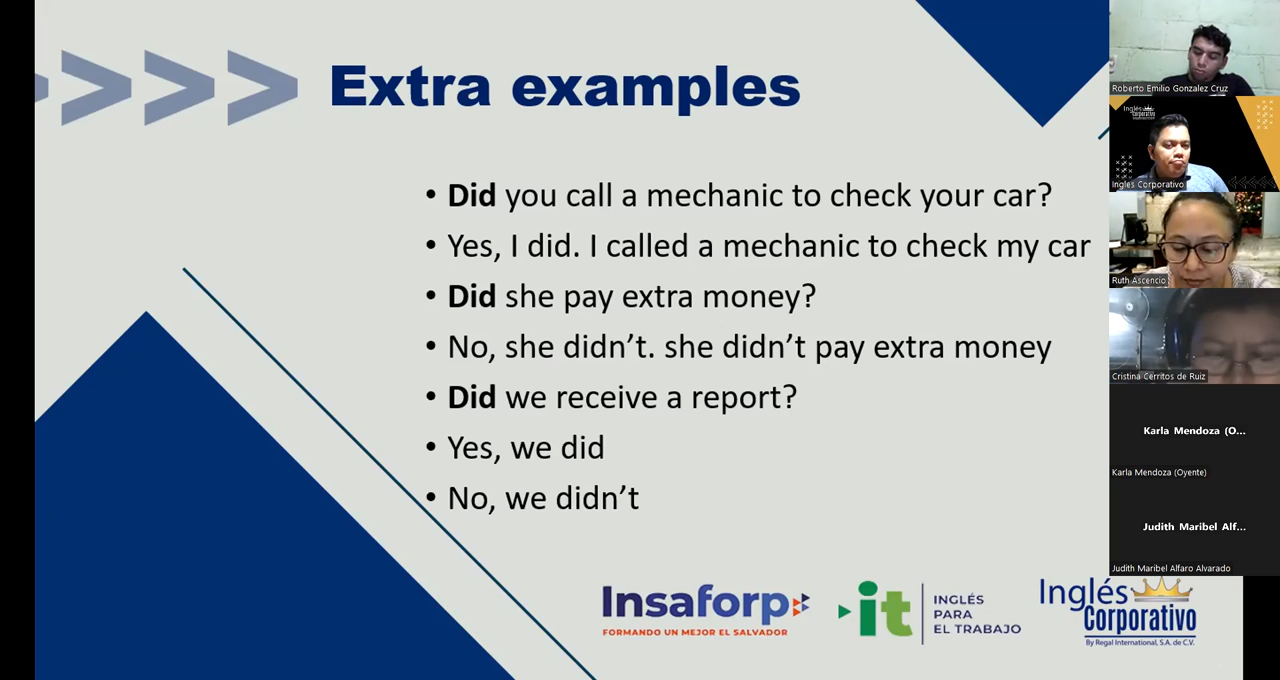 Extra examples
• Did you call a mechanic to check your car?
• Yes, I did. I called a mechanic to check my car
• Did she pay extra money?
• No, she didn’t. she didn’t pay extra money
• Did we receive a report?
• Yes, we did
• No, we didn’t
Insaforp
FORMANDO UN MEJOR EL SALVADOR
it
INGLÉS
PARA
EL TRABAJO
Inglés
Corporativo
By Regal International, S.A. de C.V.
Roberto Emilio Gonzalez Cruz
Inglés
Corporativo
Ingles Corporativo
Ruth Ascencio
Cristina Cerritos de Ruiz
Karla Mendoza (O...
Karla Mendoza (Oyente)
Judith Maribel Alf...
Judith Maribel Alfaro Alvarado